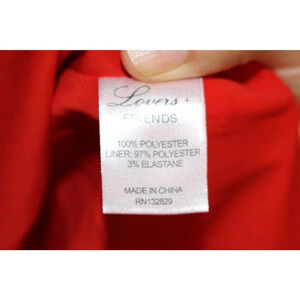 Lovers +
FRIENDS
100% POLYESTER
LINER: 97% POLYESTER
3% ELASTANE
MADE IN CHINA
RN132829